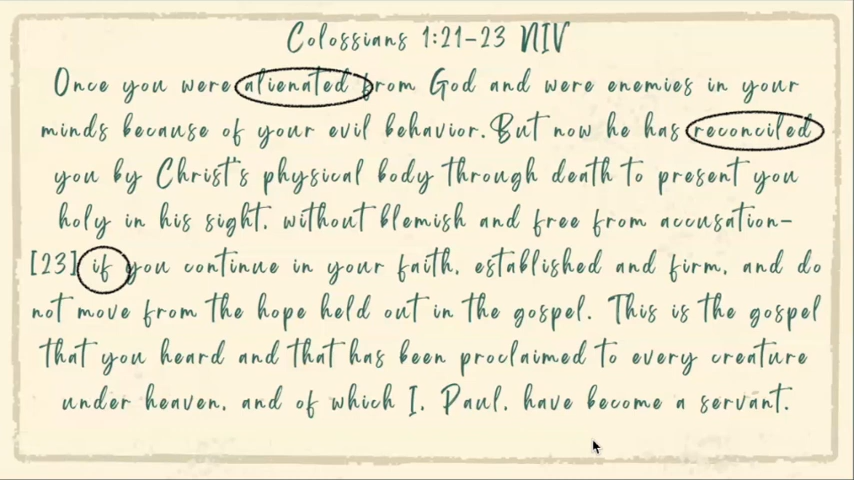 Colossians 1:21-23 NIV
Once you were alienated from God and were enemies in your
minds because of your evil behavior. But now he has reconciled
you by Christ's physical body through death to present you
holy in his sight, without blemish and free from accusation-
[23] if you continue in your faith, established and firm, and do
not move from the hope held out in the gospel. This is the gospel
that you heard and that has been proclaimed to every creature
under heaven, and of which I, Paul, have become a servant.